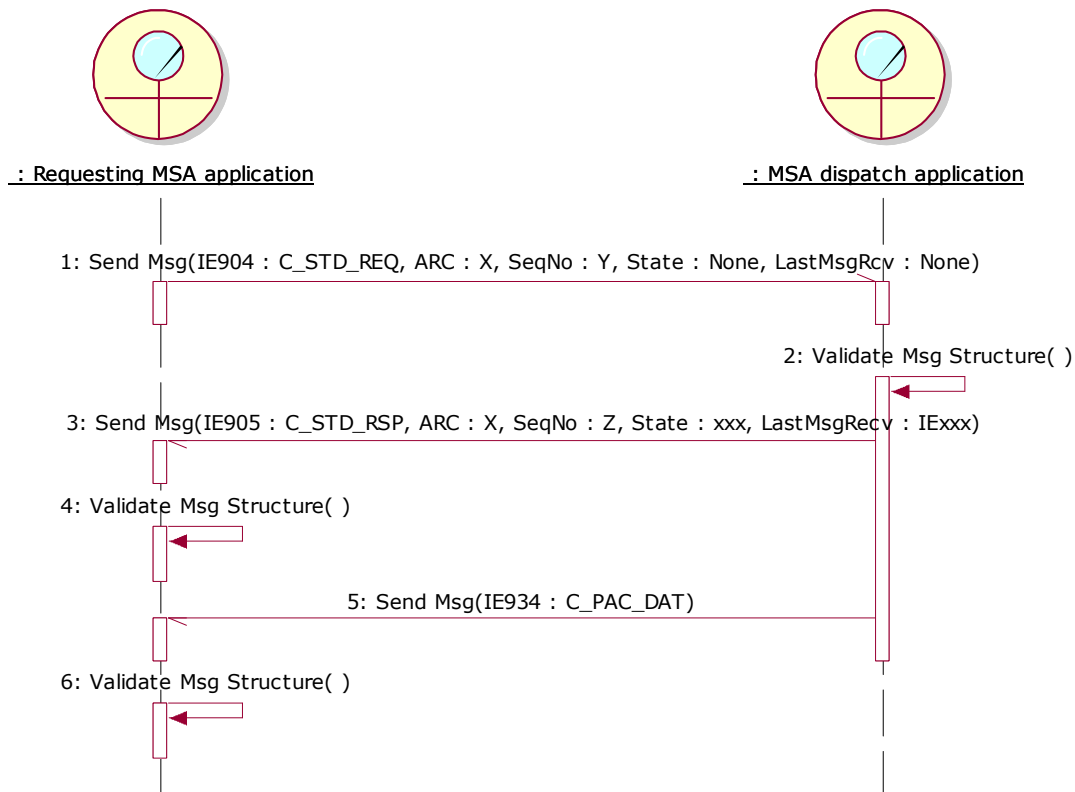 : Requesting MSA application
: MSA dispatch application
1: Send Msg(IE904 : C_STD_REQ, ARC : X, SeqNo : Y, State : None, LastMsgRcv : None)
2: Validate Msg Structure( )
3: Send Msg(IE905 : C_STD_RSP, ARC : X, SeqNo : Z, State : xxx, LastMsgRecv : IExxx)
4: Validate Msg Structure( )
5: Send Msg(IE934 : C_PAC_DAT)
6: Validate Msg Structure( )